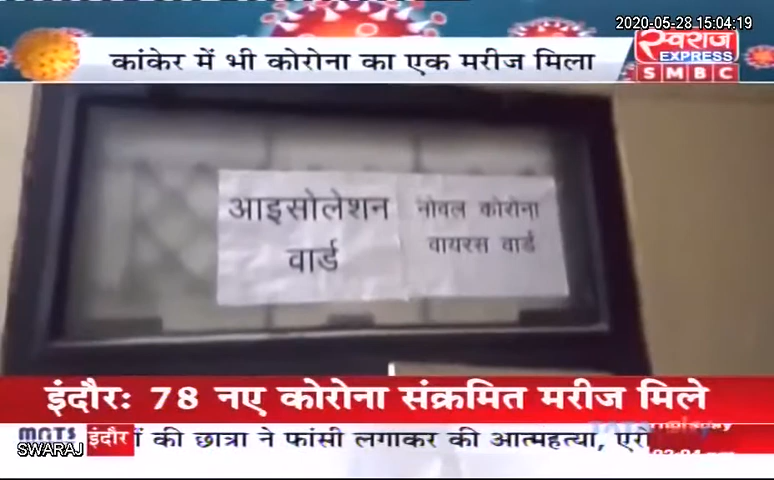 2020-05-28 15:04:19
कांकेर में भी कोरोना का एक मरीज मिला
स्वराज
EXPRESS
SMBC
आइसोलेशन
वार्ड
नोवल कोरोना
वायरस वार्ड
इंदौर: 78 नए कोरोना संक्रमित मरीज मिले
इंदौर
की छात्रा ने फांसी लगाकर की आत्महत्या,
SWARAJ